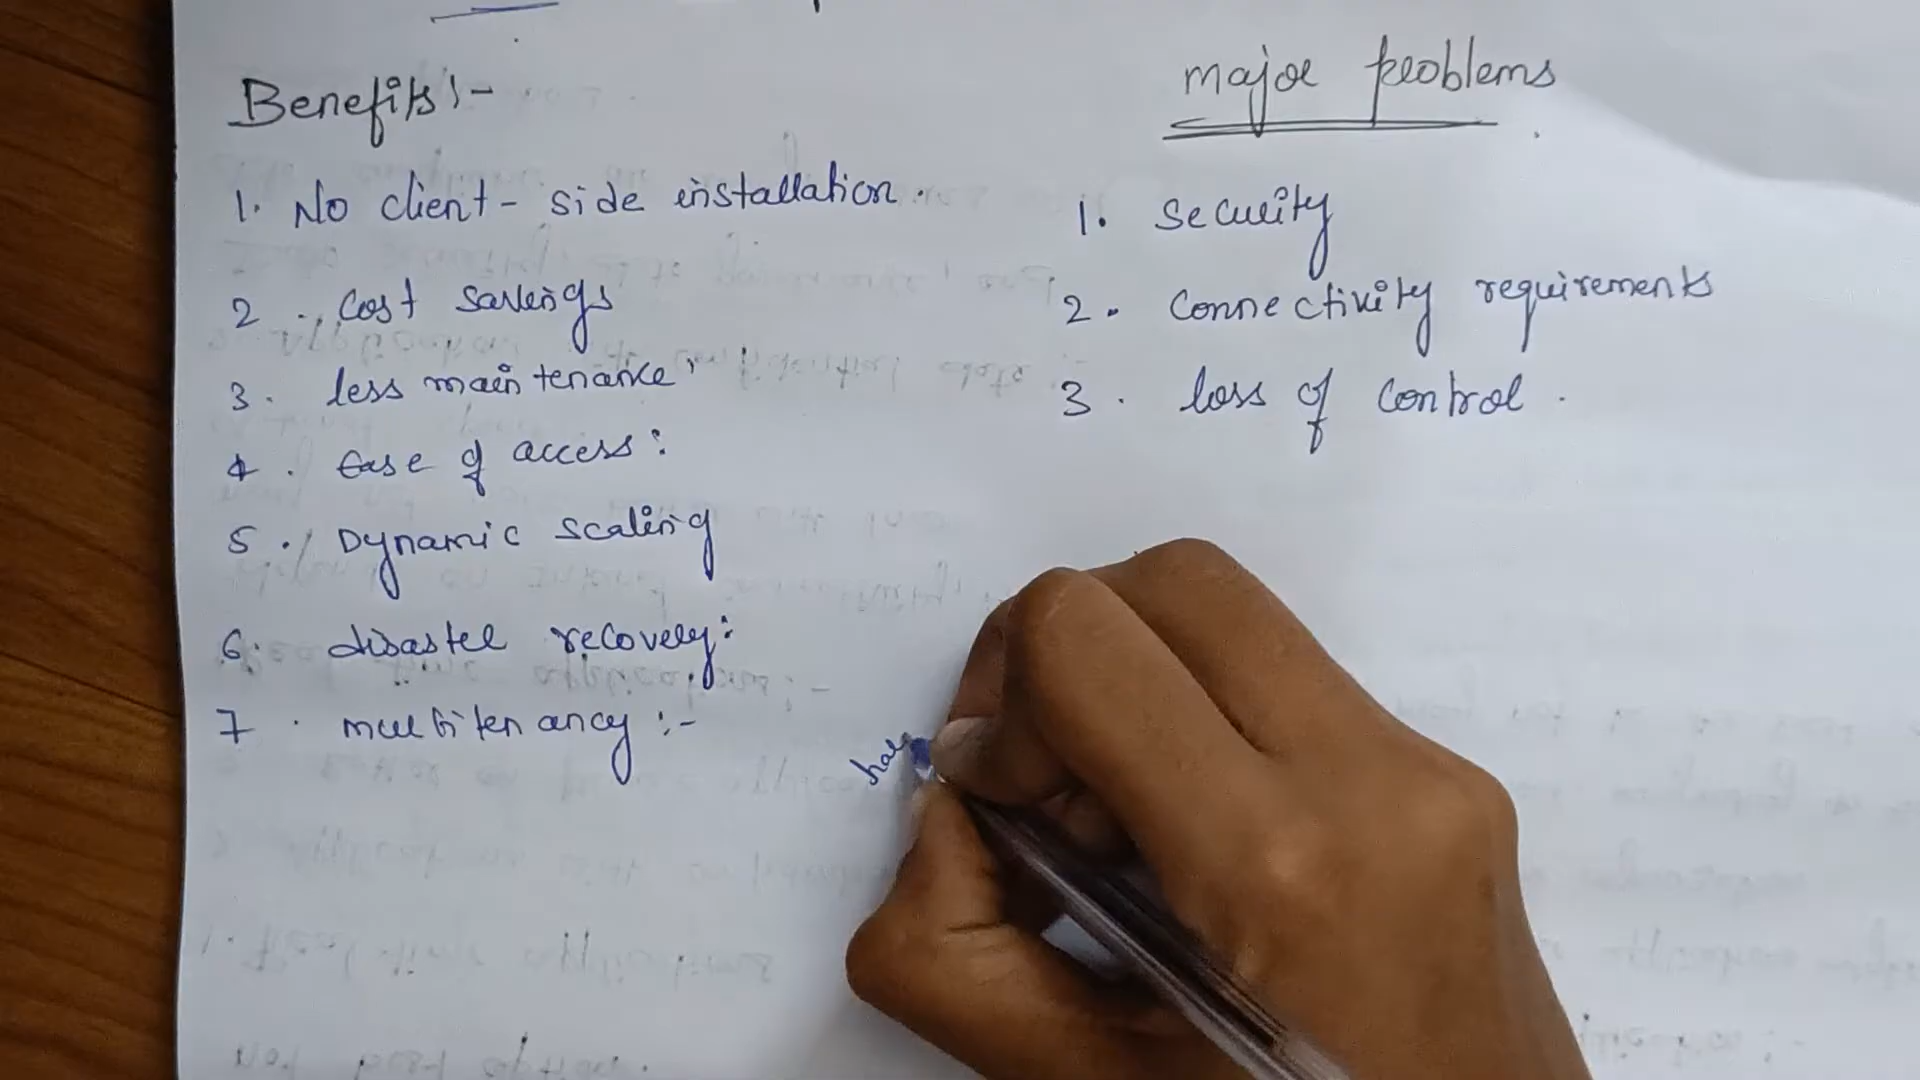 Benefits :-
1. No client - side installation.
2. Cost savings
3. less maintenance
4. Ease of access:
5. Dynamic scaling
6. disaster recovery:
7. multitenancy :-
major problems
1. Security
2. Connectivity requirements
3. loss of control.